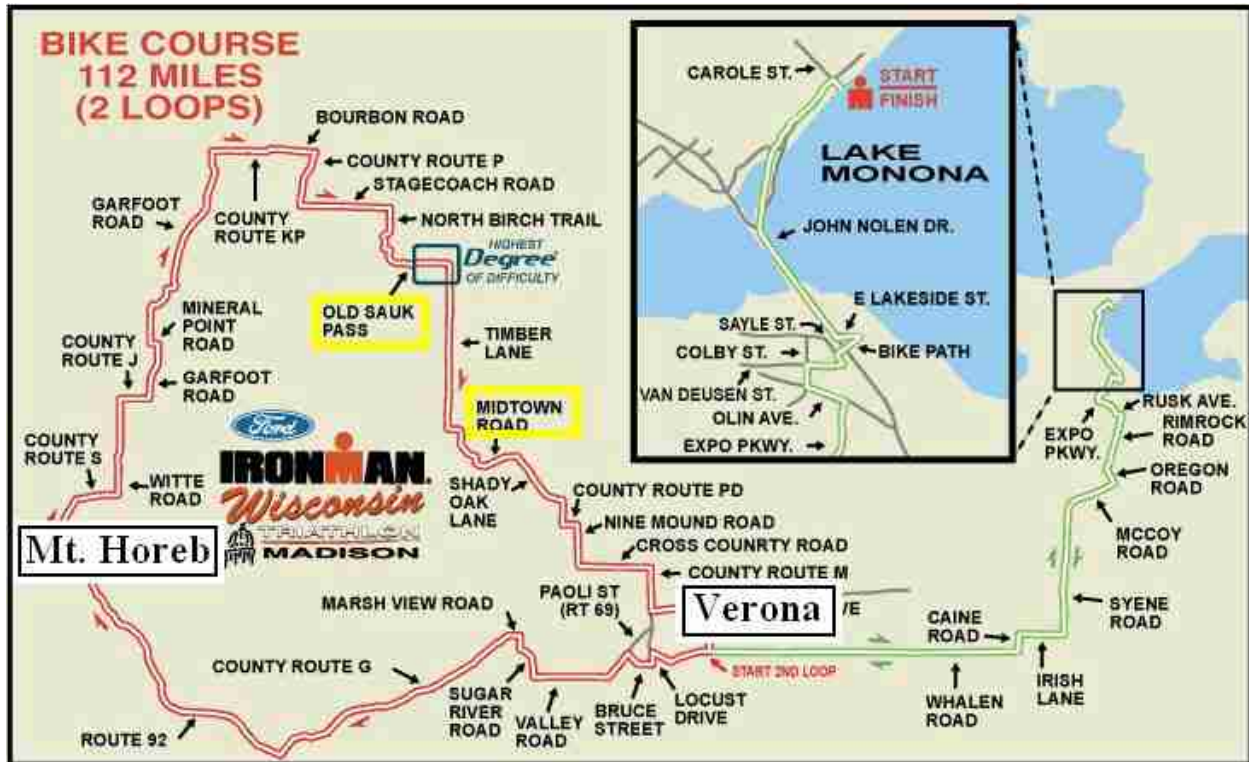 BIKE COURSE
112 MILES
(2 LOOPS)
BOURBON ROAD
COUNTY ROUTE P
STAGECOACH ROAD
NORTH BIRCH TRAIL
GARFOOT
ROAD
COUNTY
ROUTE KP
HIGHEST
Degree
OF DIFFICULTY
OLD SAUK
PASS
MINERAL
POINT
ROAD
COUNTY
ROUTE J
GARFOOT
ROAD
TIMBER
LANE
MIDTOWN
ROAD
COUNTY
ROUTE S
WITTE
ROAD
Ford
IRONMAN
Wisconsin
TRIATHLON
MADISON
SHADY
OAK
LANE
COUNTY ROUTE PD
NINE MOUND ROAD
CROSS COUNRTY ROAD
COUNTY ROUTE M
Mt. Horeb
Verona
VE
PAOLI ST
(RT 69)
MARSH VIEW ROAD
COUNTY ROUTE G
ROUTE 92
SUGAR
RIVER
ROAD
VALLEY
ROAD
BRUCE
STREET
LOCUST
DRIVE
START 2ND LOOP
CAROLE ST.
START
FINISH
LAKE
MONONA
JOHN NOLEN DR.
E LAKESIDE ST.
SAYLE ST.
COLBY ST.
BIKE PATH
VAN DEUSEN ST.
OLIN AVE.
EXPO PKWY.
RUSK AVE.
RIMROCK
ROAD
EXPO
PKWY.
OREGON
ROAD
MCCOY
ROAD
SYENE
ROAD
CAINE
ROAD
IRISH
LANE
WHALEN
ROAD